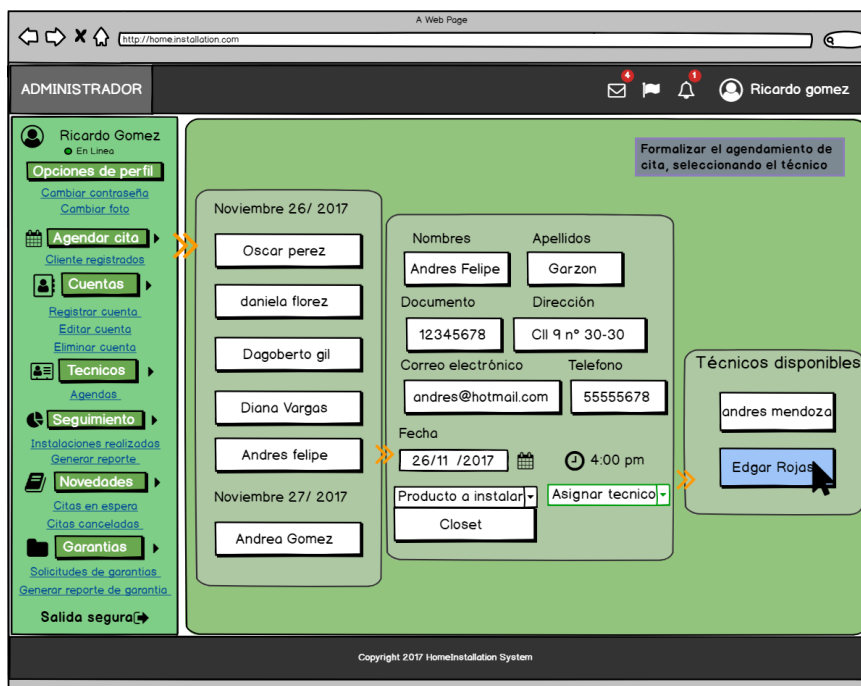 A Web Page
http://home.installation.com
ADMINISTRADOR
4
1
Ricardo gomez
Ricardo Gomez
En Linea
Opciones de perfil
Cambiar contraseña
Cambiar foto
Agendar cita
Cliente registrados
Cuentas
Registrar cuenta
Editar cuenta
Eliminar cuenta
Tecnicos
Agendas
Seguimiento
Instalaciones realizadas
Generar reporte
Novedades
Citas en espera
Citas canceladas
Garantias
Solicitudes de garantias
Generar reporte de garantia
Salida segura
Formalizar el agendamiento de
cita, seleccionando el técnico
Noviembre 26/ 2017
Oscar perez
daniela florez
Dagoberto gil
Diana Vargas
Andres felipe
Noviembre 27/ 2017
Andrea Gomez
Nombres Apellidos
Andres Felipe Garzon
Documento Dirección
12345678 Cll 9 n° 30-30
Correo electrónico Telefono
andres@hotmail.com 55555678
Fecha
26/11 /2017 4:00 pm
Producto a instalar Asignar tecnico
Closet
Técnicos disponibles
andres mendoza
Edgar Rojas
Copyright 2017 HomeInstallation System